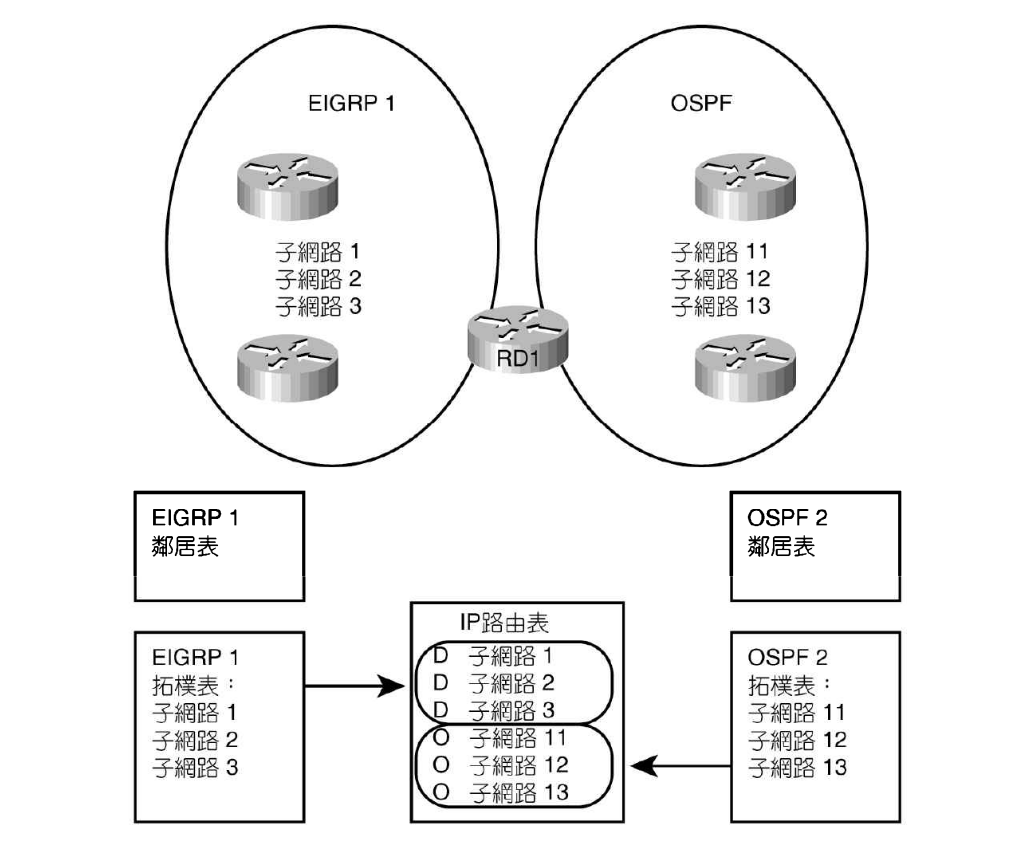 EIGRP 1
OSPF
子網路 1
子網路 2
子網路 3
子網路 11
子網路 12
子網路 13
RD1
EIGRP 1
鄰居表
OSPF 2
鄰居表
EIGRP 1
拓樸表：
子網路 1
子網路 2
子網路 3
IP路由表
D 子網路 1
D 子網路 2
D 子網路 3
O 子網路 11
O 子網路 12
O 子網路 13
OSPF 2
拓樸表：
子網路 11
子網路 12
子網路 13